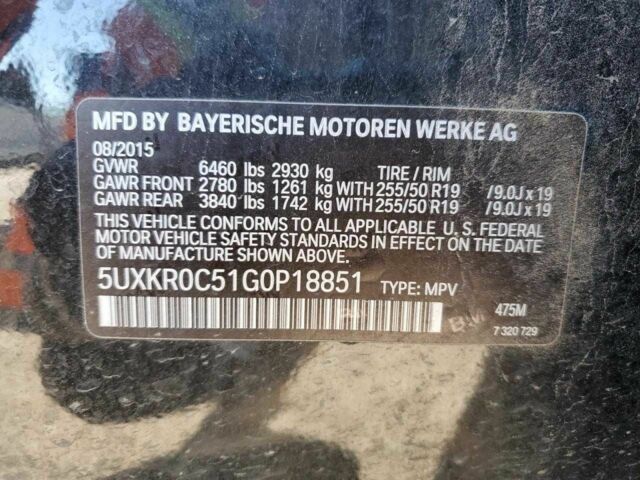 MFD BY BAYERISCHE MOTOREN WERKE AG
08/2015
GVWR 6460 lbs 2930 kg TIRE / RIM
GAWR FRONT 2780 lbs 1261 kg WITH 255/50 R19 /9.0J x 19
GAWR REAR 3840 lbs 1742 kg WITH 255/50 R19 /9.0J x 19
THIS VEHICLE CONFORMS TO ALL APPLICABLE U. S. FEDERAL
MOTOR VEHICLE SAFETY STANDARDS IN EFFECT ON THE DATE
OF MANUFACTURE SHOWN ABOVE.
5UXKR0C51G0P18851 TYPE: MPV
475M
7 320 729